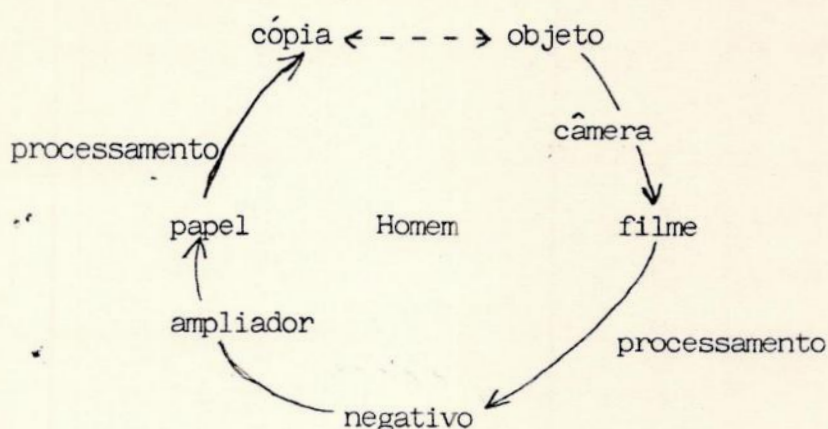 cópia objeto
câmera
processamento
papel Homem filme
ampliador
processamento
negativo